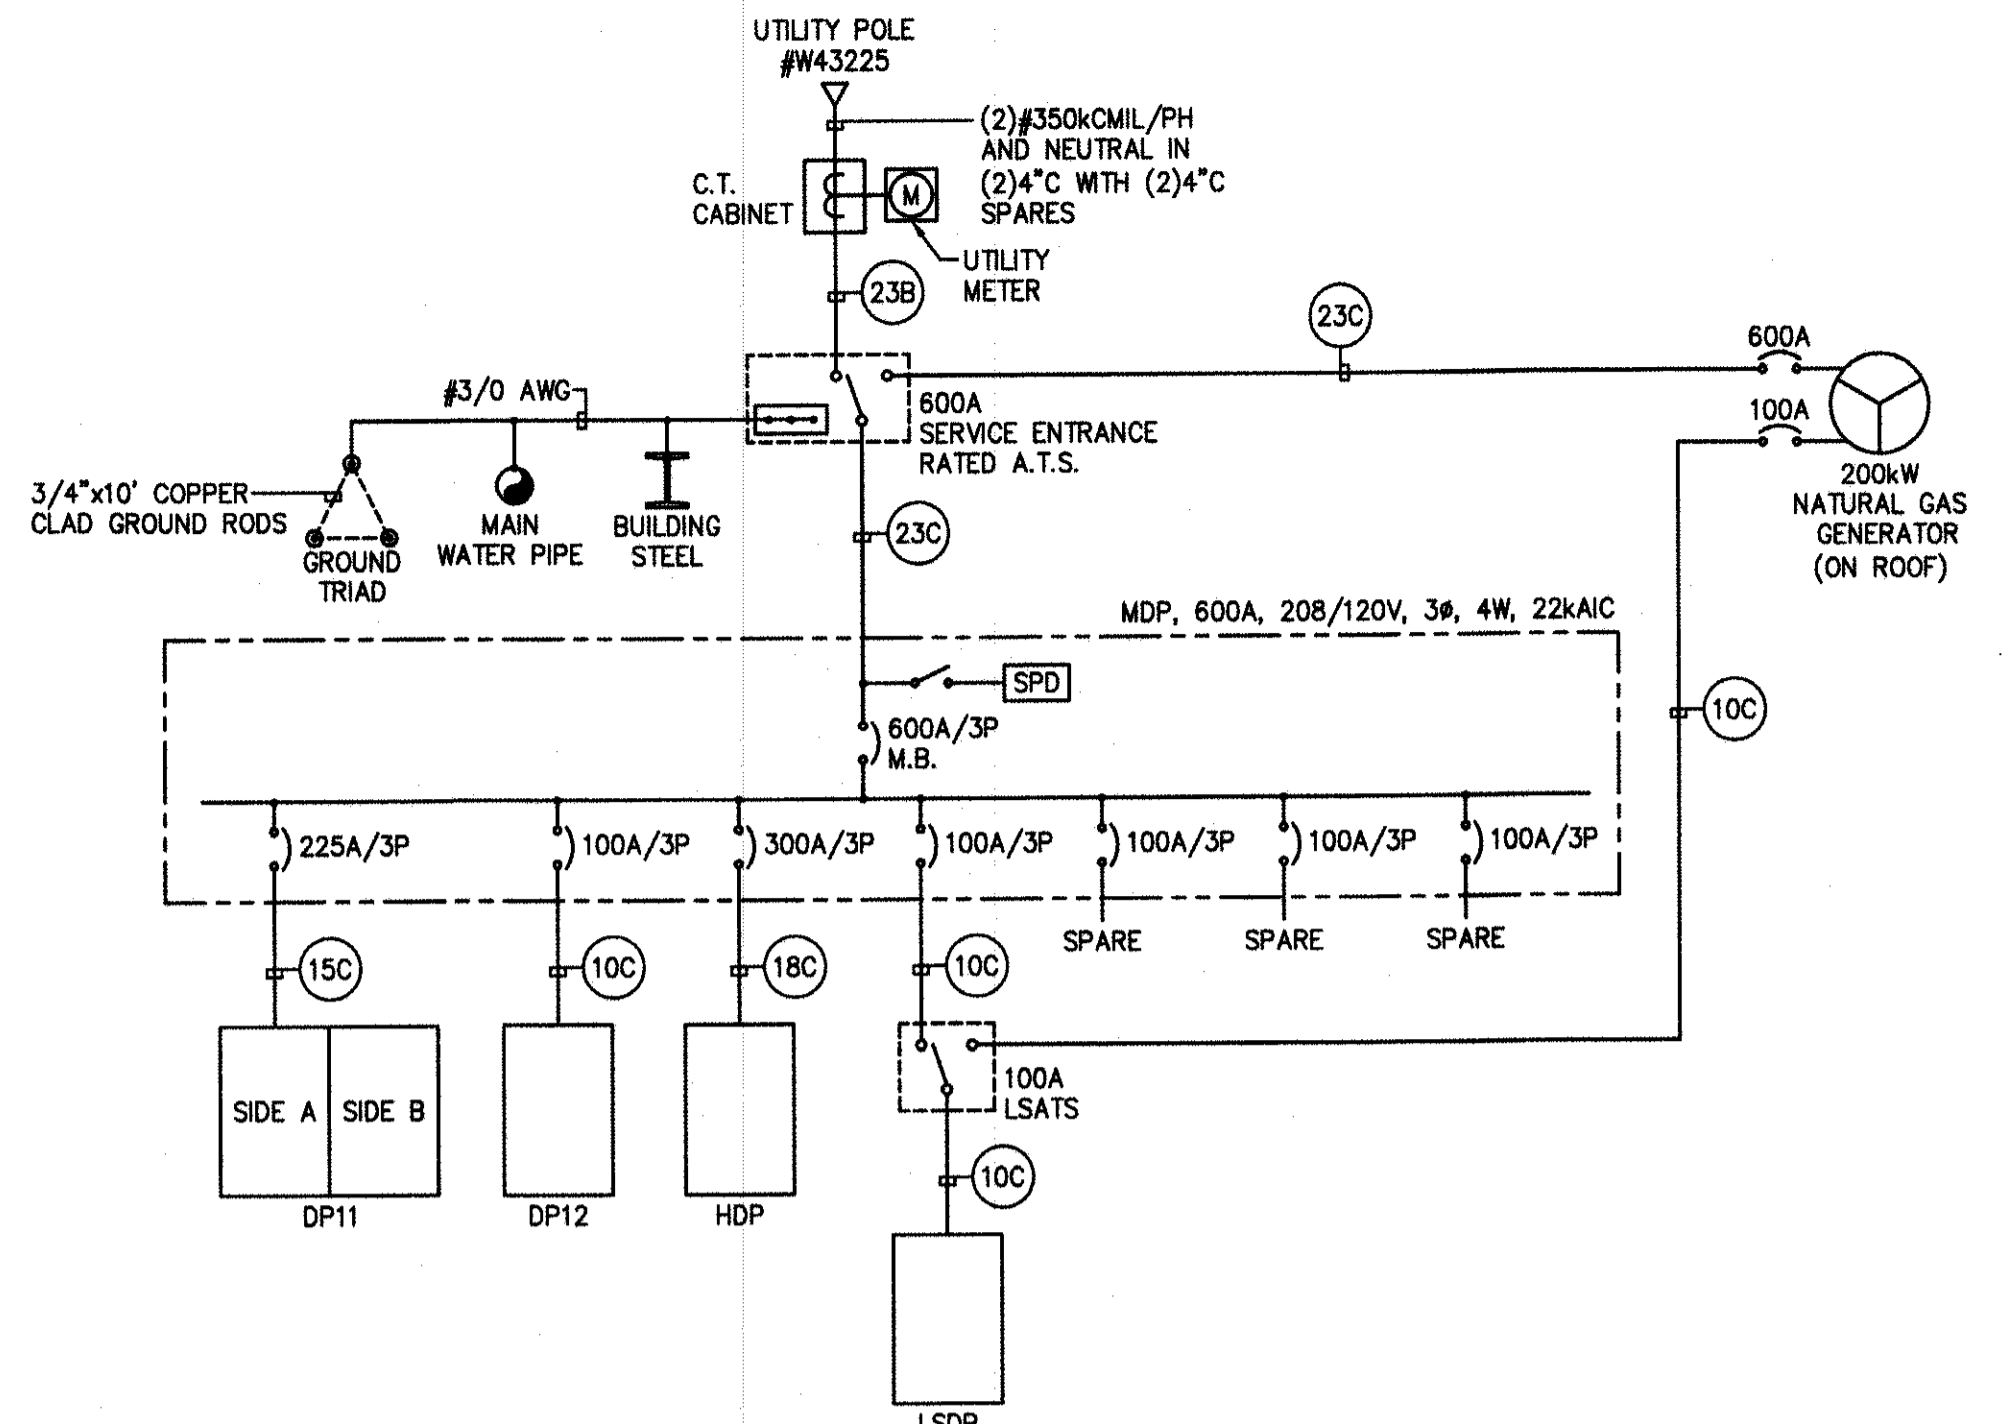 UTILITY POLE
#W43225
(2)#350kCMIL/PH
AND NEUTRAL IN
(2)4"C WITH (2)4"C
SPARES
C.T.
CABINET
M
UTILITY
METER
23B
23C
600A
100A
200kW
NATURAL GAS
GENERATOR
(ON ROOF)
#3/0 AWG
600A
SERVICE ENTRANCE
RATED A.T.S.
3/4"x10' COPPER
CLAD GROUND RODS
GROUND
TRIAD
MAIN
WATER PIPE
BUILDING
STEEL
23C
MDP, 600A, 208/120V, 3ø, 4W, 22kAIC
SPD
600A/3P
M.B.
10C
225A/3P
100A/3P
300A/3P
100A/3P
100A/3P
100A/3P
100A/3P
SPARE
SPARE
SPARE
15C
10C
18C
10C
SIDE A
SIDE B
DP11
DP12
HDP
100A
LSATS
10C
LSDP